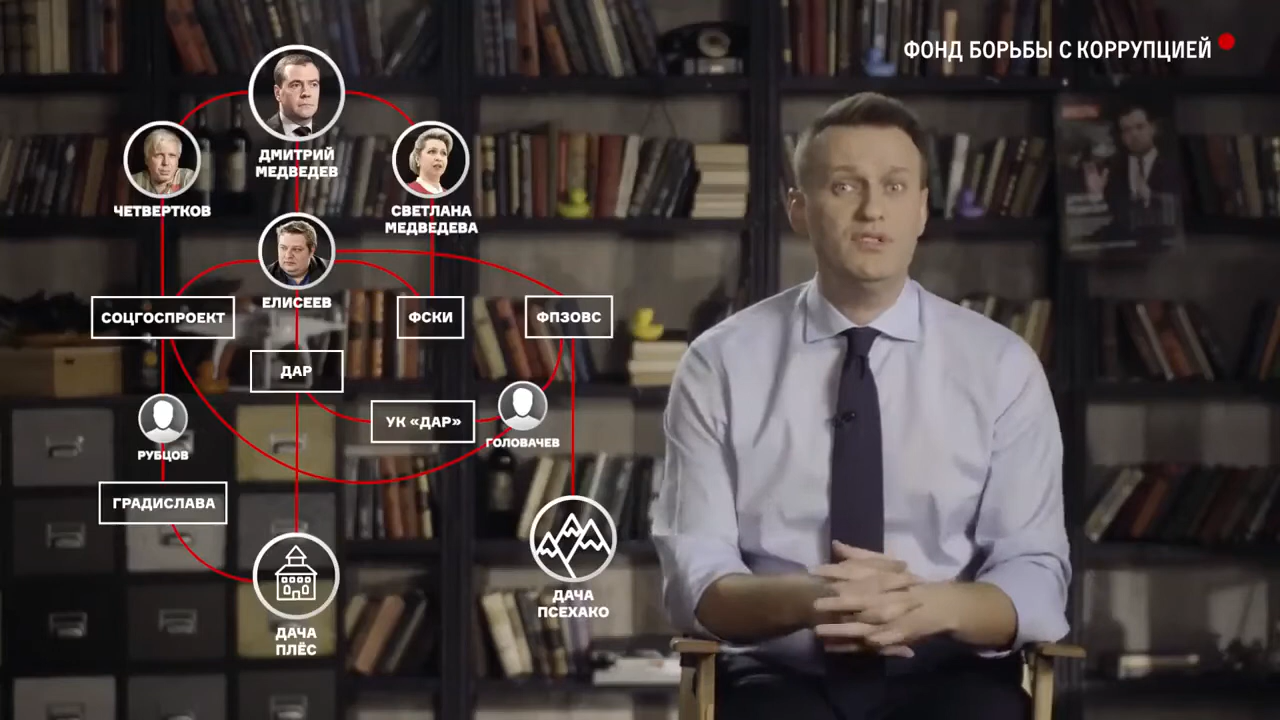 ФОНД БОРЬБЫ С КОРРУПЦИЕЙ
ДМИТРИЙ
МЕДВЕДЕВ
ЧЕТВЕРТКОВ
СВЕТЛАНА
МЕДВЕДЕВА
ЕЛИСЕЕВ
СОЦГОСПРОЕКТ
ФСКИ
ФПЗОВС
ДАР
УК «ДАР»
ГОЛОВАЧЕВ
РУБЦОВ
ГРАДИСЛАВА
ДАЧА
ПСЕХАКО
ДАЧА
ПЛЁС